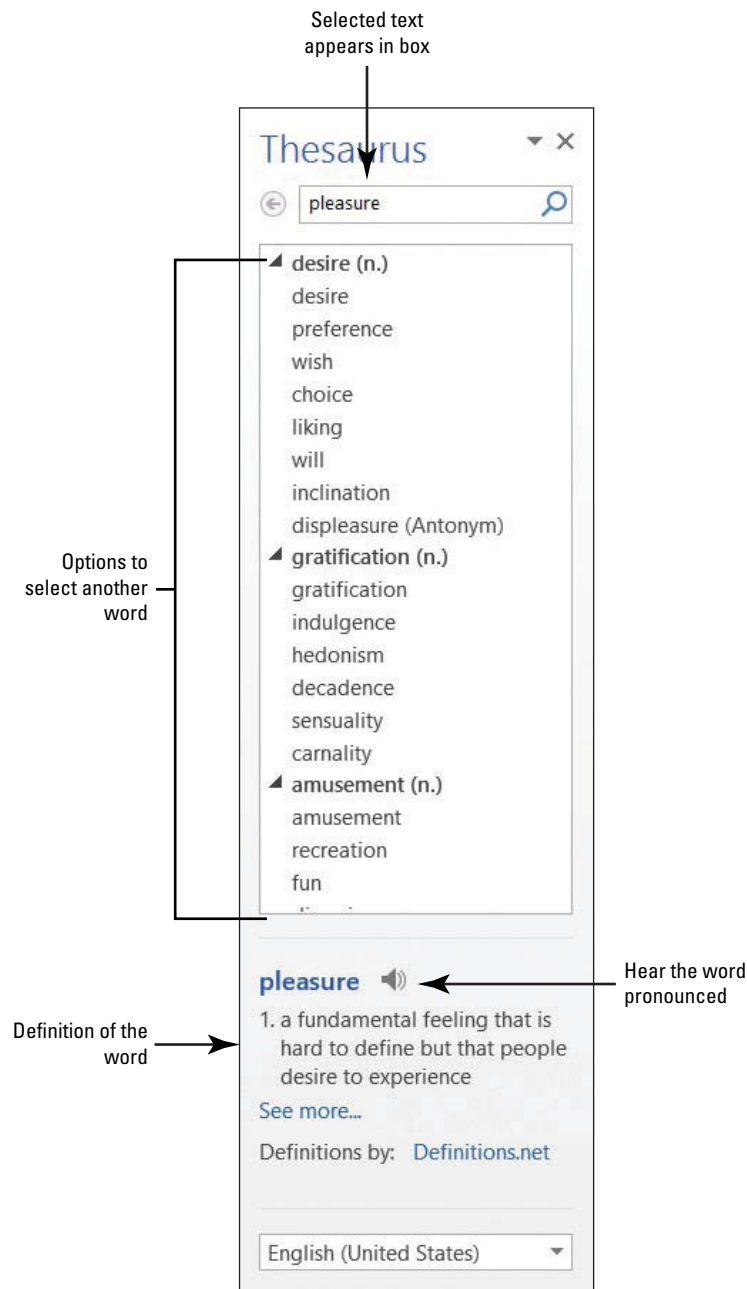 Selected text
appears in box
Thesaurus
pleasure
desire (n.)
desire
preference
wish
choice
liking
will
inclination
displeasure (Antonym)
gratification (n.)
gratification
indulgence
hedonism
decadence
sensuality
carnality
amusement (n.)
amusement
recreation
fun
Options to
select another
word
pleasure
Hear the word
pronounced
Definition of the
word
1. a fundamental feeling that is
hard to define but that people
desire to experience
See more...
Definitions by: Definitions.net
English (United States)